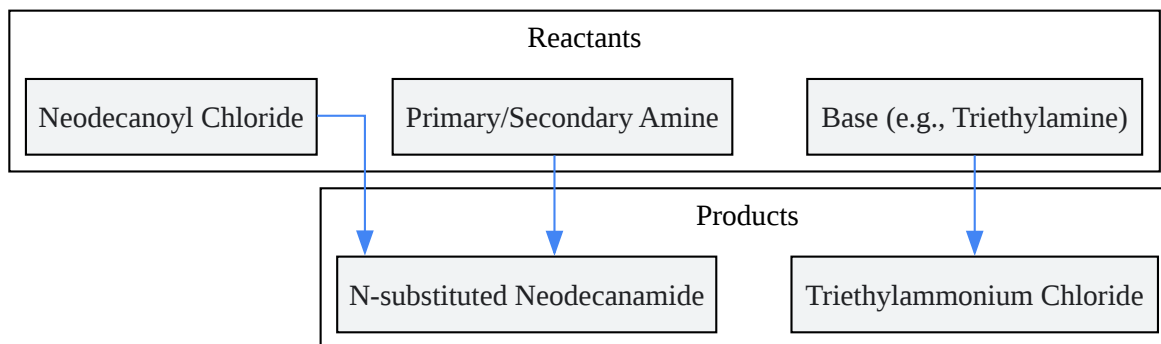 Reactants
Neodecanoyl Chloride
Primary/Secondary Amine
Base (e.g., Triethylamine)
Products
N-substituted Neodecanamide
Triethylammonium Chloride